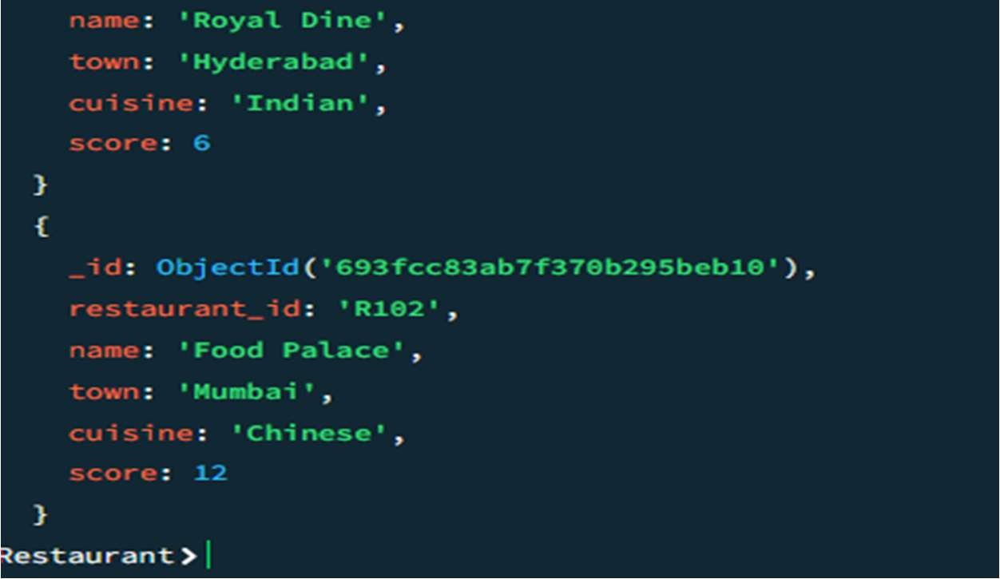 name: 'Royal Dine',
town: 'Hyderabad',
cuisine: 'Indian',
score: 6
}
{
_id: ObjectId('693fcc83ab7f370b295beb10'),
restaurant_id: 'R102',
name: 'Food Palace',
town: 'Mumbai',
cuisine: 'Chinese',
score: 12
}
Restaurant>